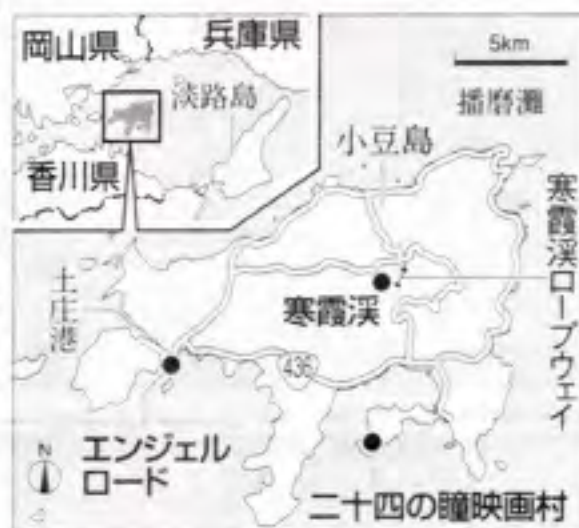 岡山県
兵庫県
淡路島
香川県
5km
播磨灘
小豆島
寒霞渓ロープウェイ
寒霞渓
土庄港
436
N
エンジェル
ロード
二十四の瞳映画村